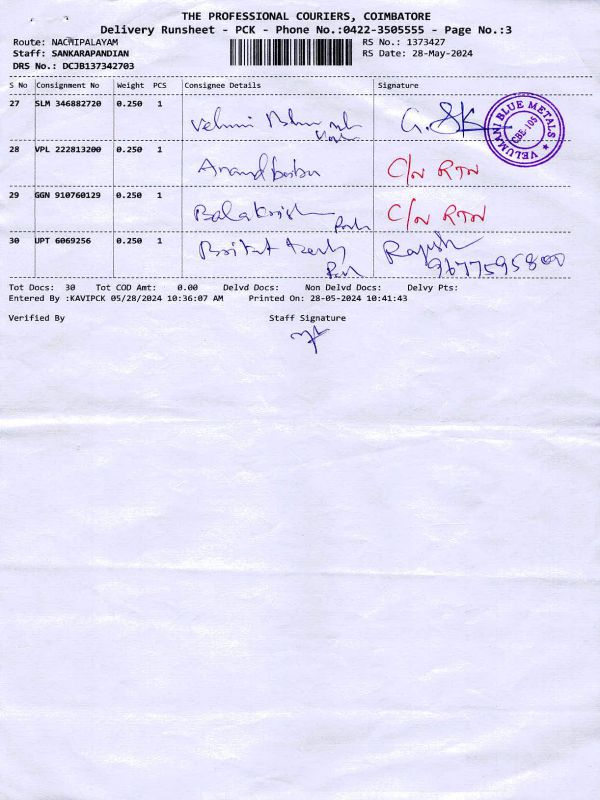 THE PROFESSIONAL COURIERS, COIMBATORE
Delivery Runsheet - PCK - Phone No.:0422-3505555 - Page No.:3
Route: NACHIPALAYAM RS No.: 1373427
Staff: SANKARAPANDIAN RS Date: 28-May-2024
DRS No.: DCJB137342703
S No Consignment No Weight PCS Consignee Details Signature
27 SLM 346882720 0.250 1
G.SK
VELUMANI BLUE METALS
CBE-105
28 VPL 222813200 0.250 1
Anandbabu C/N RTN
29 GGN 910760129 0.250 1
Balakrish C/N RTN
30 UPT 6069256 0.250 1
Rajesh
Tot Docs: 30 Tot COD Amt: 0.00 Delvd Docs: Non Delvd Docs: Delvy Pts:
Entered By :KAVIPCK 05/28/2024 10:36:07 AM Printed On: 28-05-2024 10:41:43
Verified By Staff Signature